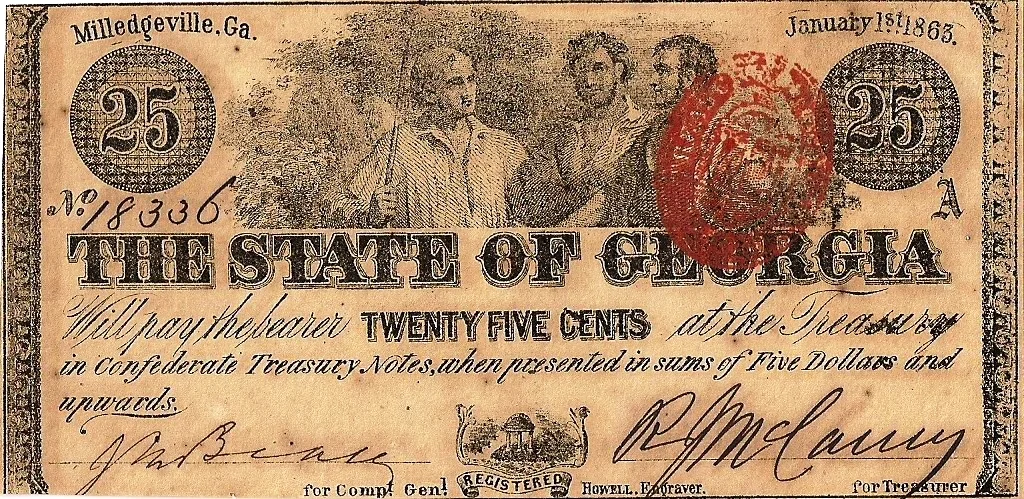 Milledgeville, Ga.
January 1st 1863.
25
25
No. 18336
A
THE STATE OF GEORGIA
Will pay the bearer TWENTY FIVE CENTS at the Treasury
in Confederate Treasury Notes, when presented in sums of Five Dollars and
upwards.
for Compt. Genl.
REGISTERED
HOWELL, Engraver.
for Treasurer